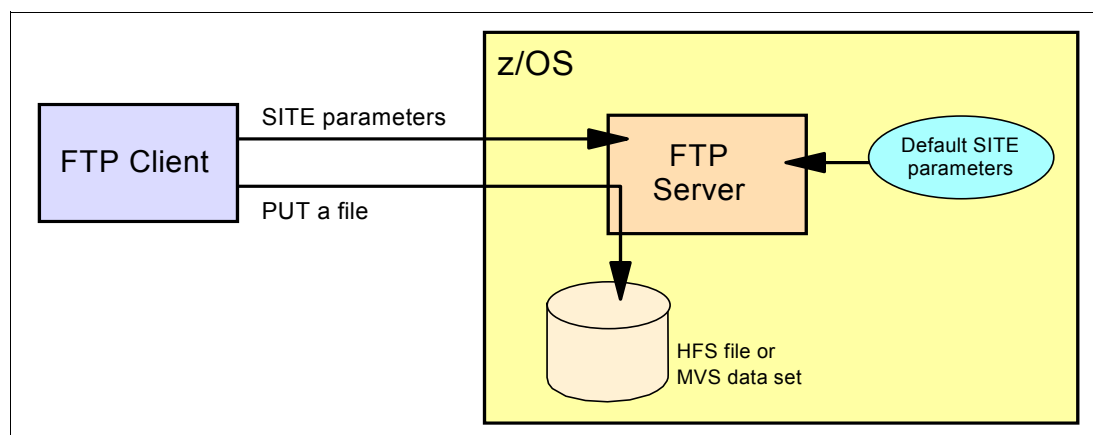 z/OS
SITE parameters
FTP Client
PUT a file
FTP
Server
Default SITE
parameters
HFS file or
MVS data set